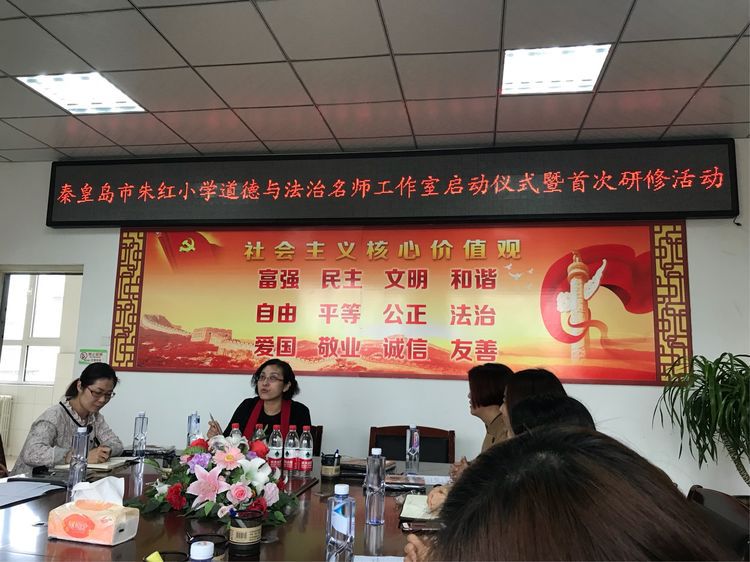 秦皇岛市朱红小学道德与法治名师工作室启动仪式暨首次研修活动
社会主义核心价值观
富强 民主 文明 和谐
自由 平等 公正 法治
爱国 敬业 诚信 友善